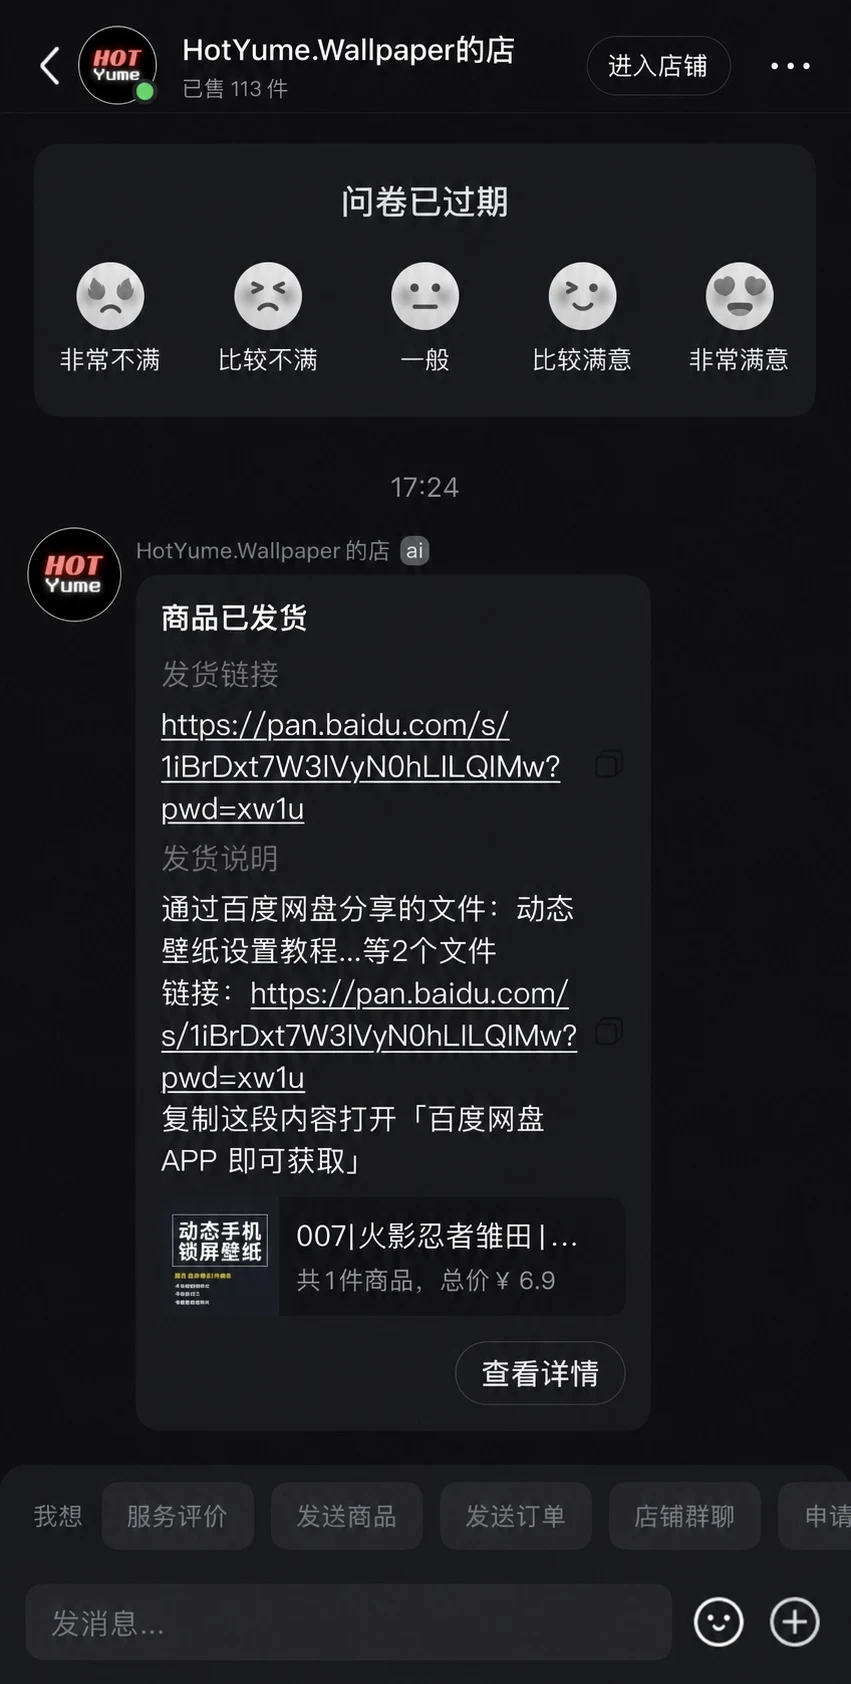 HOT
Yume
HotYume.Wallpaper的店
已售 113 件
进入店铺
问卷已过期
非常不满
比较不满
一般
比较满意
非常满意
17:24
HOT
Yume
HotYume.Wallpaper 的店 ai
商品已发货
发货链接
https://pan.baidu.com/s/
1iBrDxt7W3lVyN0hLlLQIMw?
pwd=xw1u
发货说明
通过百度网盘分享的文件：动态
壁纸设置教程...等2个文件
链接：https://pan.baidu.com/
s/1iBrDxt7W3lVyN0hLlLQIMw?
pwd=xw1u
复制这段内容打开「百度网盘
APP 即可获取」
动态手机
锁屏壁纸
007|火影忍者雏田|...
共1件商品，总价 ¥ 6.9
查看详情
我想
服务评价
发送商品
发送订单
店铺群聊
申请
发消息...